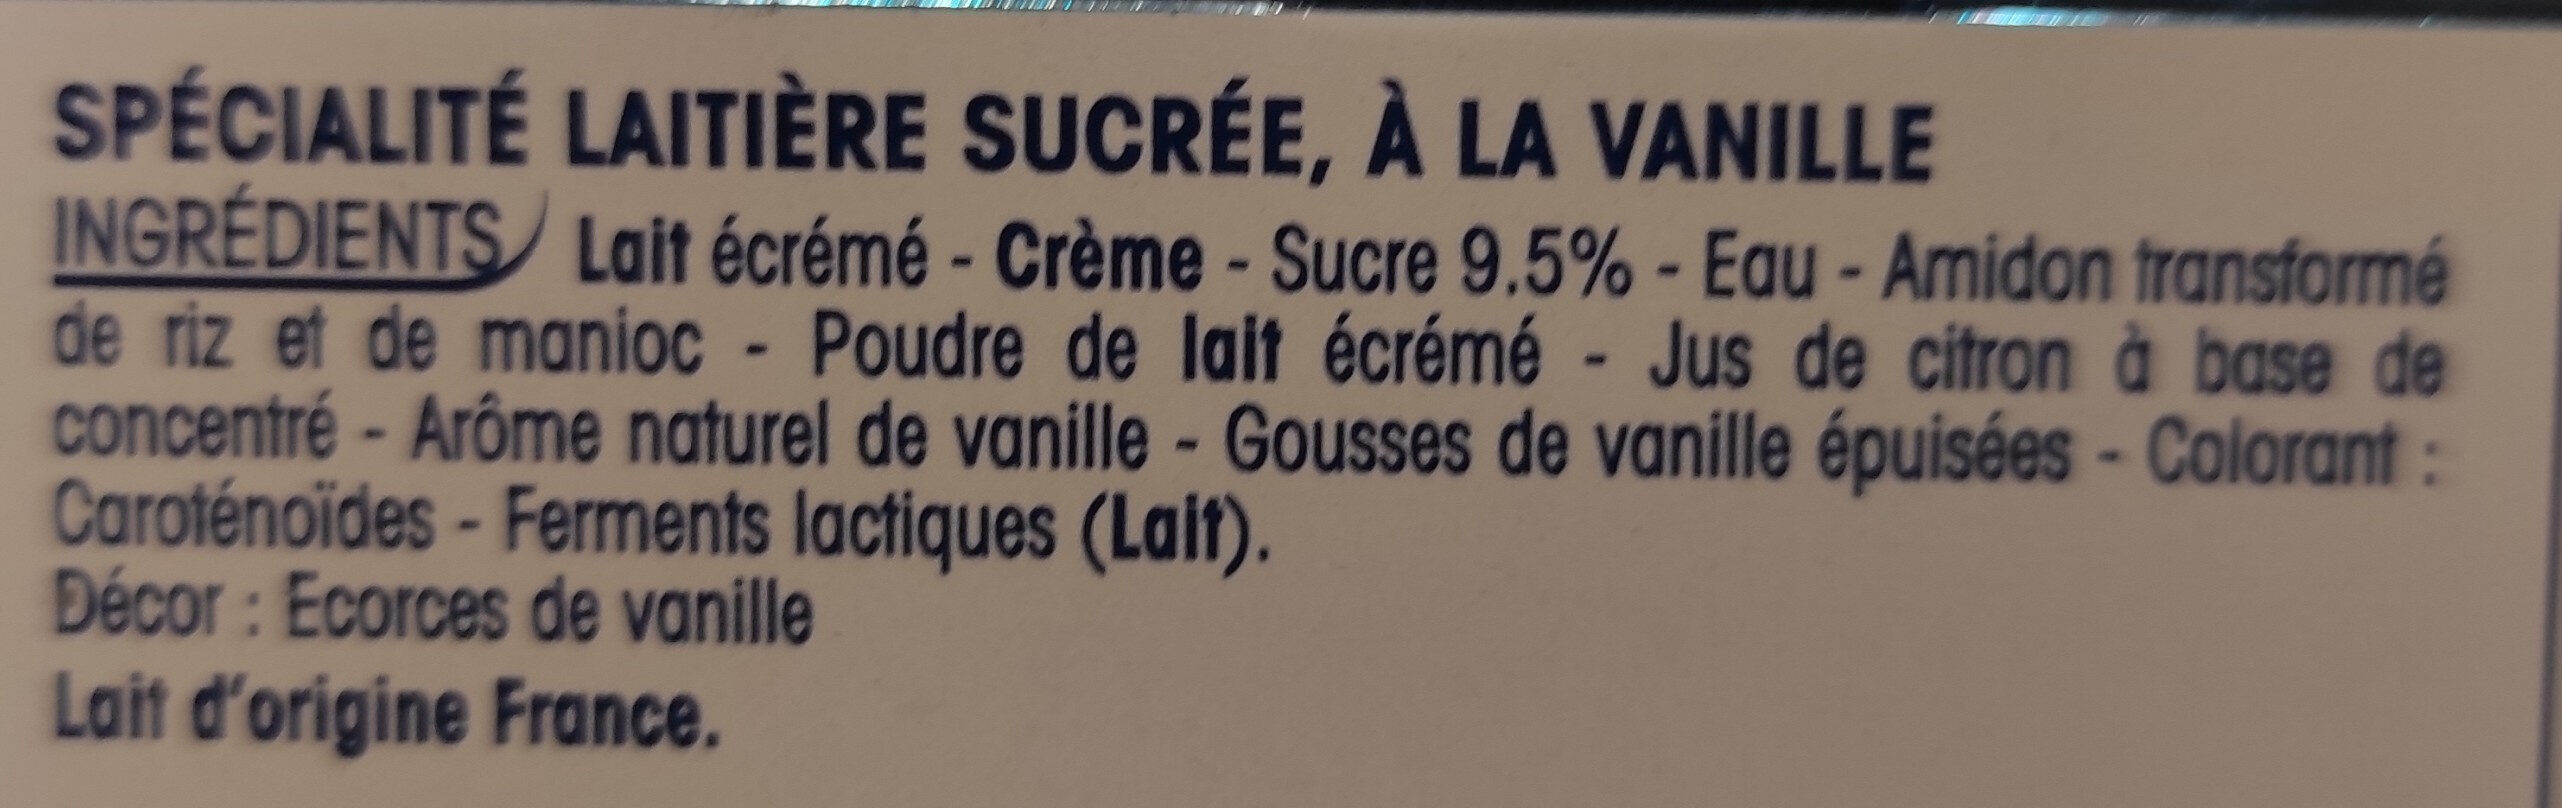 SPÉCIALITÉ LAITIÈRE SUCRÉE, À LA VANILLE
INGRÉDIENTS Lait écrémé - Crème - Sucre 9.5% - Eau - Amidon transformé
de riz et de manioc - Poudre de lait écrémé - Jus de citron à base de
concentré - Arôme naturel de vanille - Gousses de vanille épuisées - Colorant :
Caroténoïdes - Ferments lactiques (Lait).
Décor : Ecorces de vanille
Lait d'origine France.